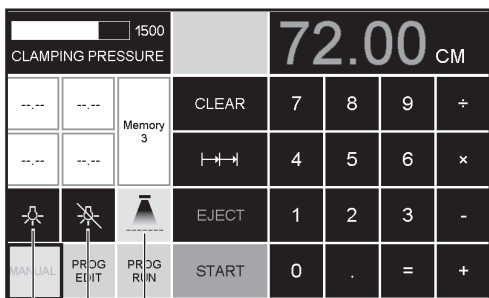 1500
CLAMPING PRESSURE
72.00 CM
--.-- --.-- Memory 3
--.-- --.--
CLEAR 7 8 9 ÷
4 5 6 ×
EJECT 1 2 3 -
MANUAL PROG EDIT PROG RUN START 0 . = +